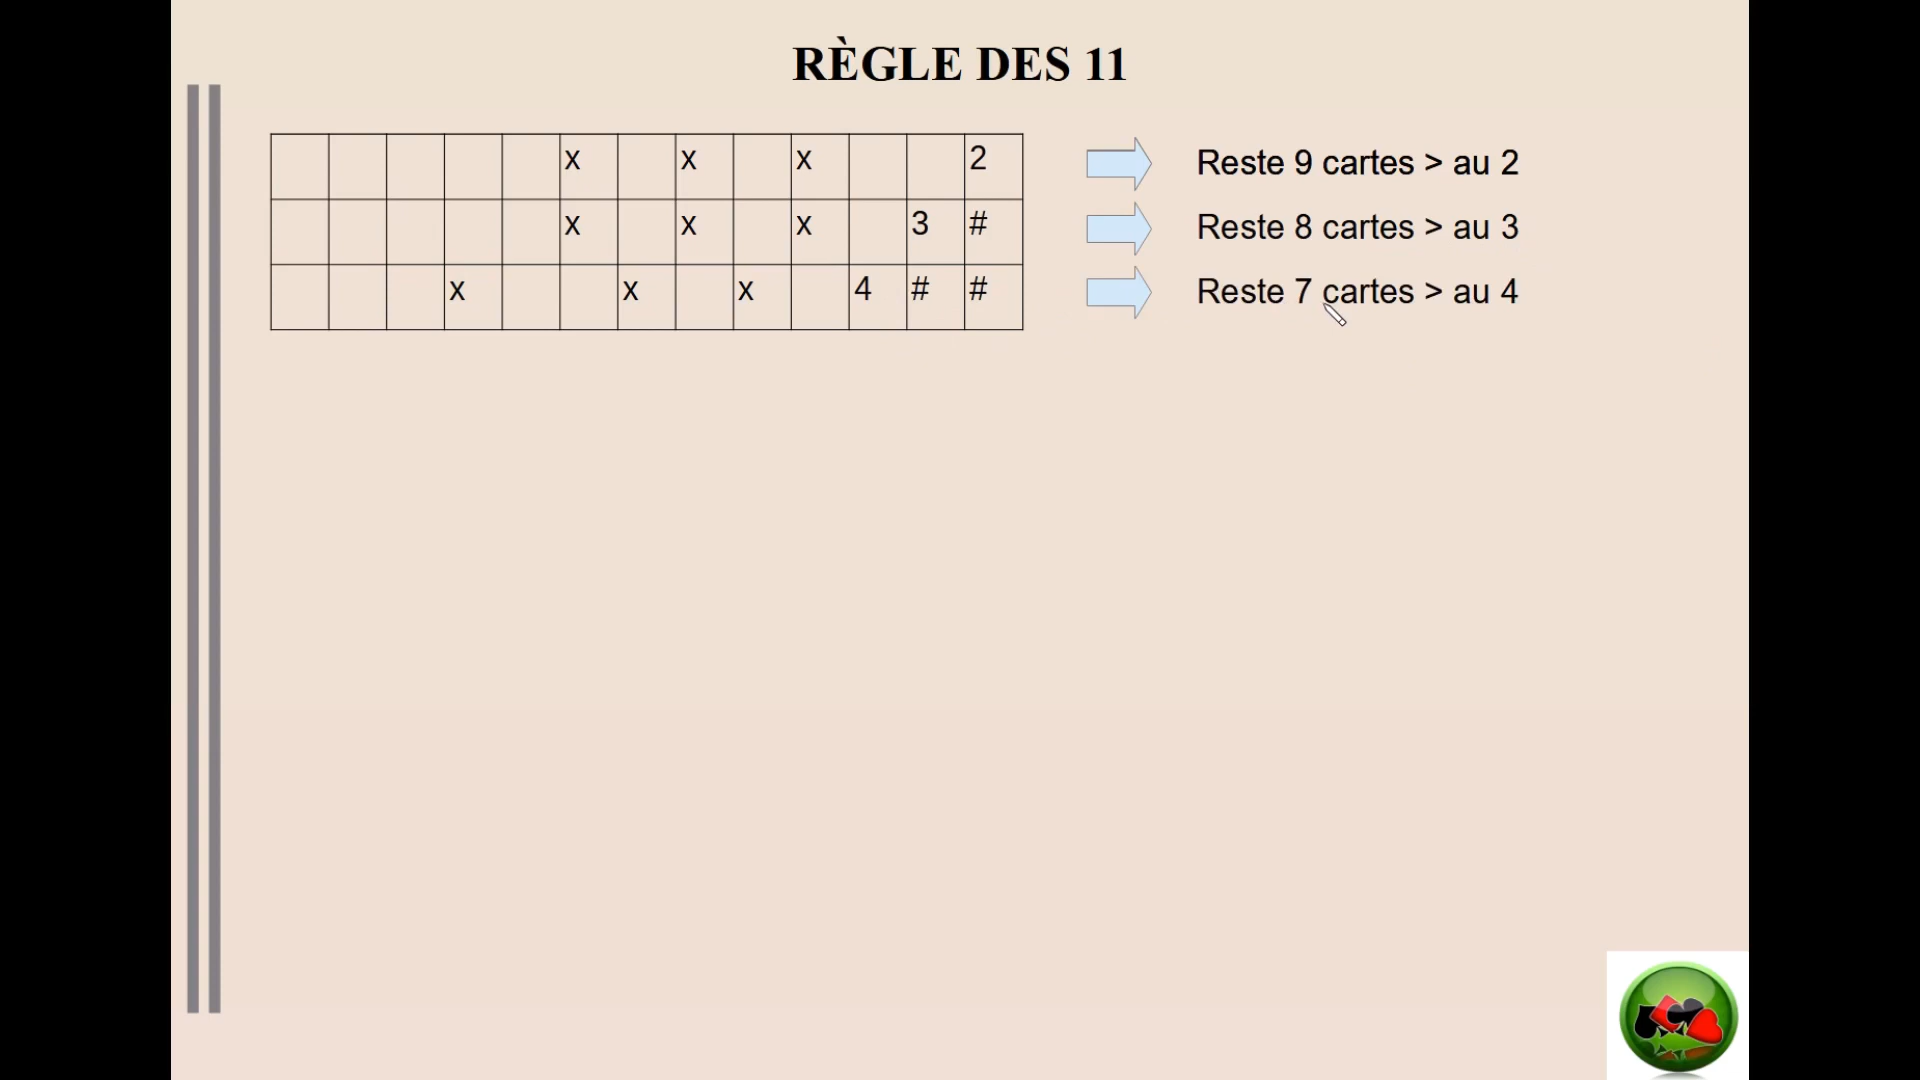 RÈGLE DES 11
x x x 2 Reste 9 cartes > au 2
x x x 3 # Reste 8 cartes > au 3
x x x 4 # # Reste 7 cartes > au 4